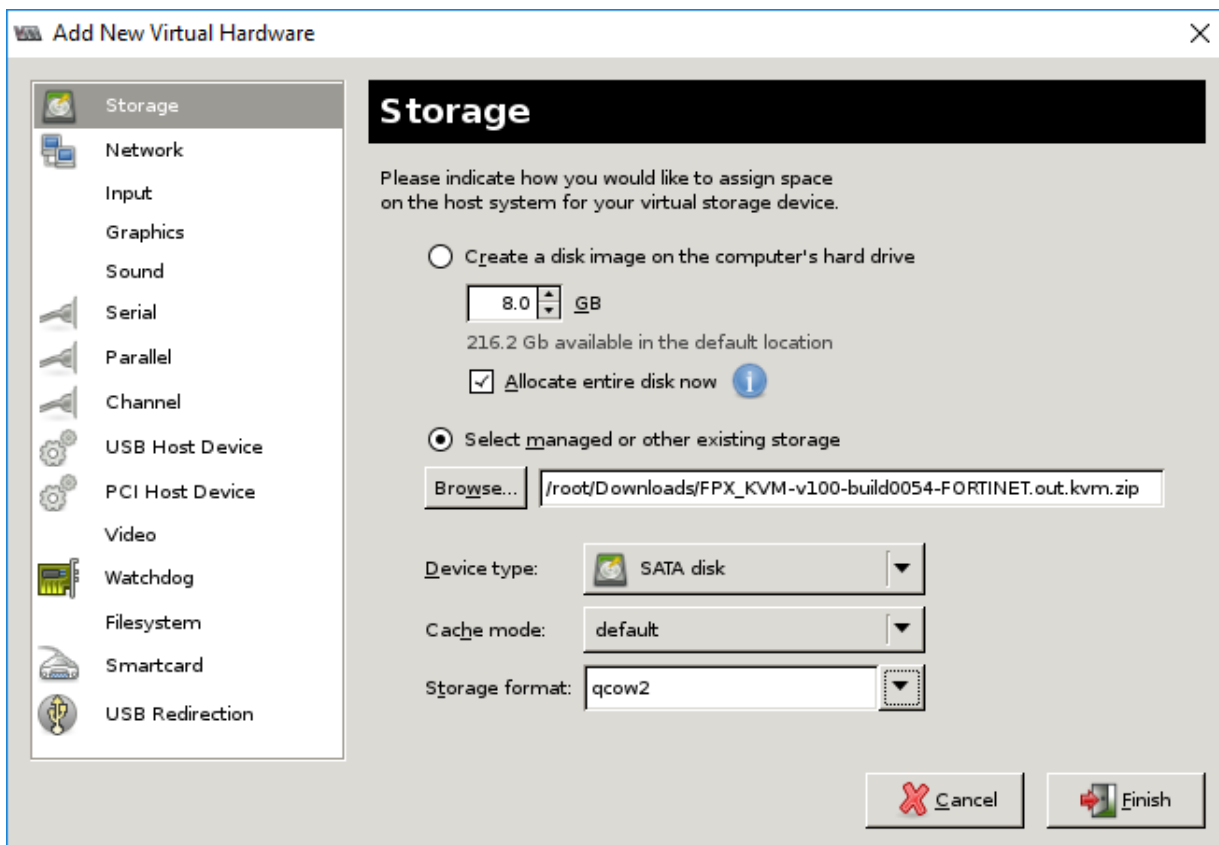 Add New Virtual Hardware
Storage
Network
Input
Graphics
Sound
Serial
Parallel
Channel
USB Host Device
PCI Host Device
Video
Watchdog
Filesystem
Smartcard
USB Redirection
Storage
Please indicate how you would like to assign space
on the host system for your virtual storage device.
Create a disk image on the computer's hard drive
8.0 GB
216.2 Gb available in the default location
Allocate entire disk now
Select managed or other existing storage
Browse... /root/Downloads/FPX_KVM-v100-build0054-FORTINET.out.kvm.zip
Device type: SATA disk
Cache mode: default
Storage format: qcow2
Cancel Finish